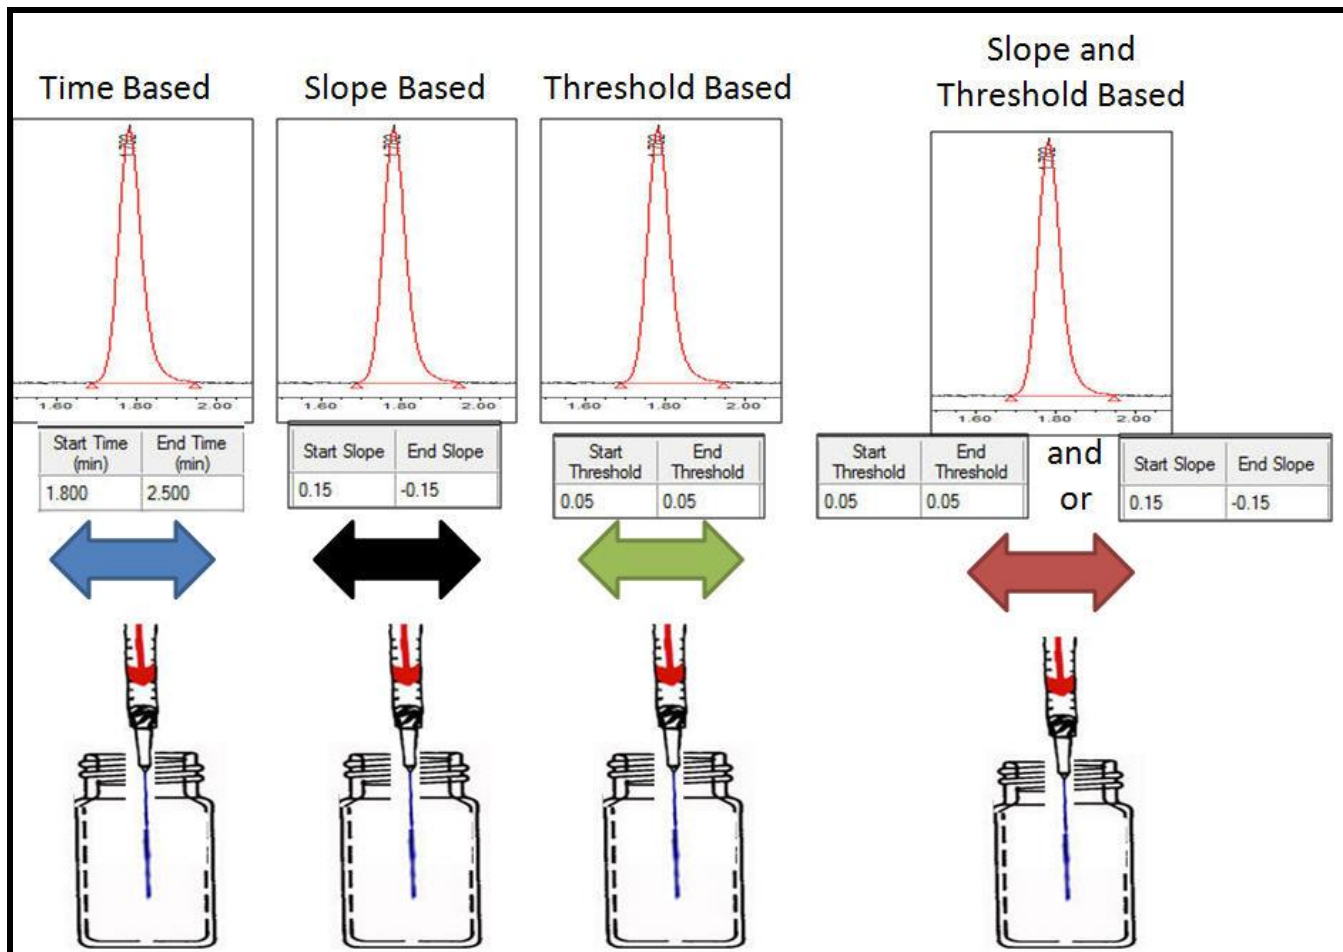 Time Based
Slope Based
Threshold Based
Slope and
Threshold Based
1.60 1.80 2.00
1.60 1.80 2.00
1.60 1.80 2.00
1.60 1.80 2.00
Start Time
(min)
End Time
(min)
1.800 2.500
Start Slope End Slope
0.15 -0.15
Start
Threshold
End
Threshold
0.05 0.05
Start
Threshold
End
Threshold
0.05 0.05
and
or
Start Slope End Slope
0.15 -0.15